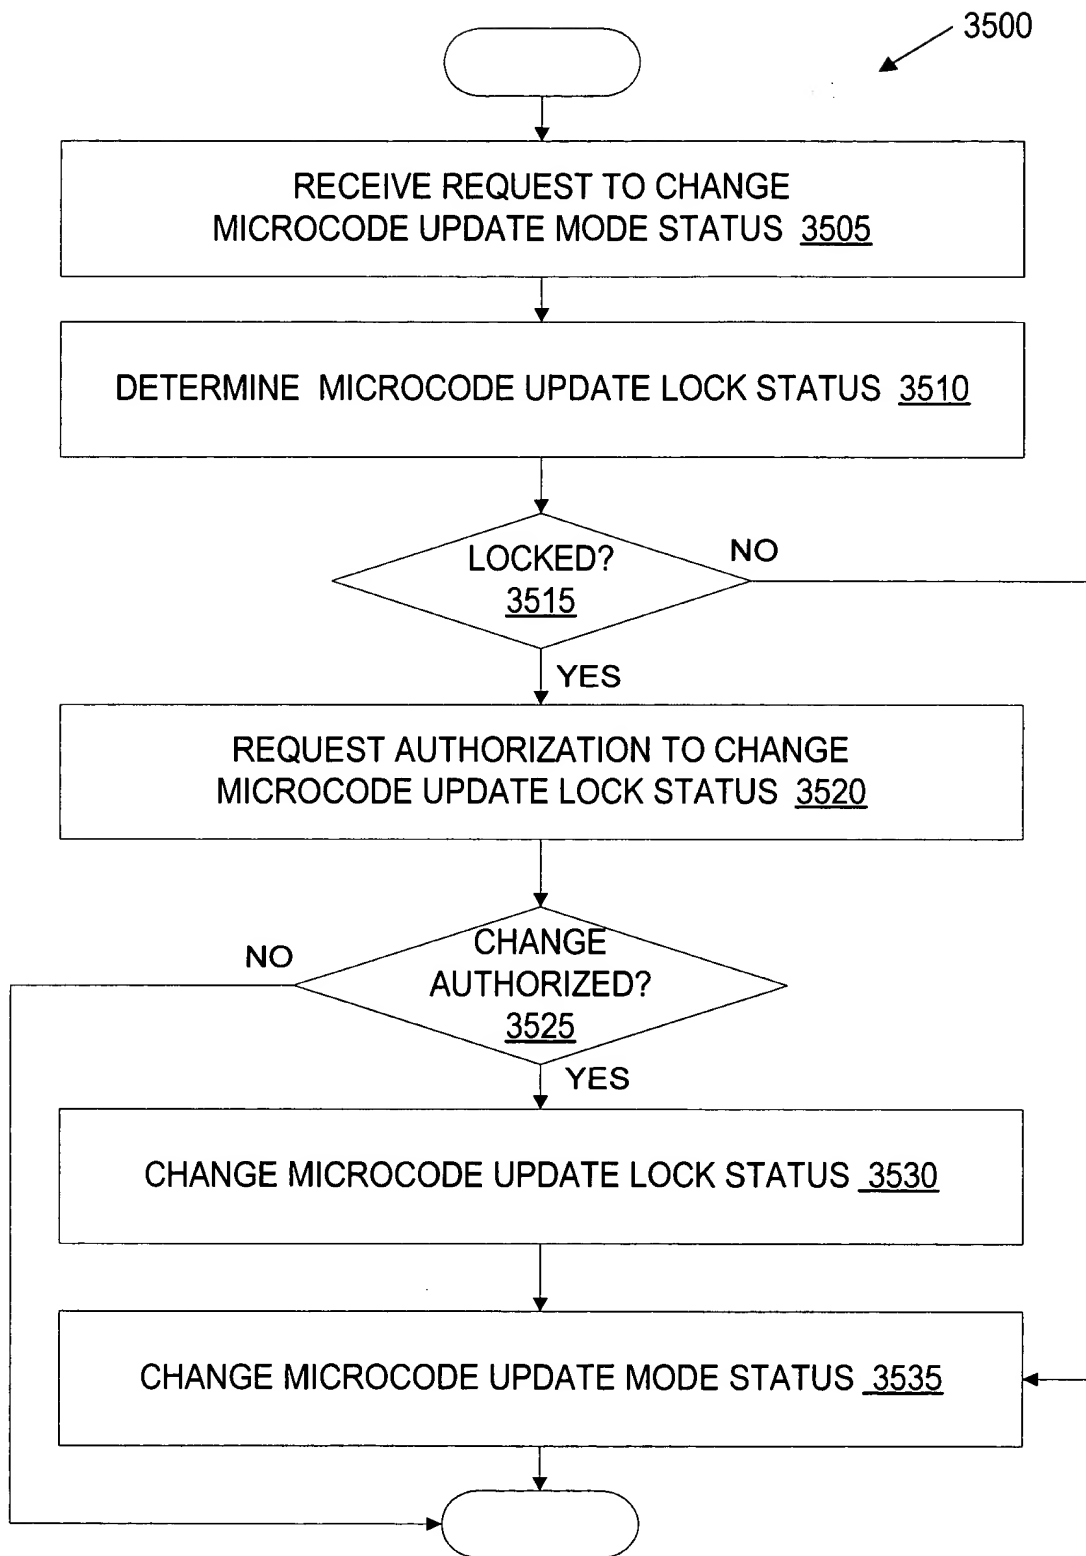 3500
RECEIVE REQUEST TO CHANGE
MICROCODE UPDATE MODE STATUS 3505
DETERMINE MICROCODE UPDATE LOCK STATUS 3510
LOCKED?
3515
NO
YES
REQUEST AUTHORIZATION TO CHANGE
MICROCODE UPDATE LOCK STATUS 3520
CHANGE
AUTHORIZED?
3525
NO
YES
CHANGE MICROCODE UPDATE LOCK STATUS 3530
CHANGE MICROCODE UPDATE MODE STATUS 3535